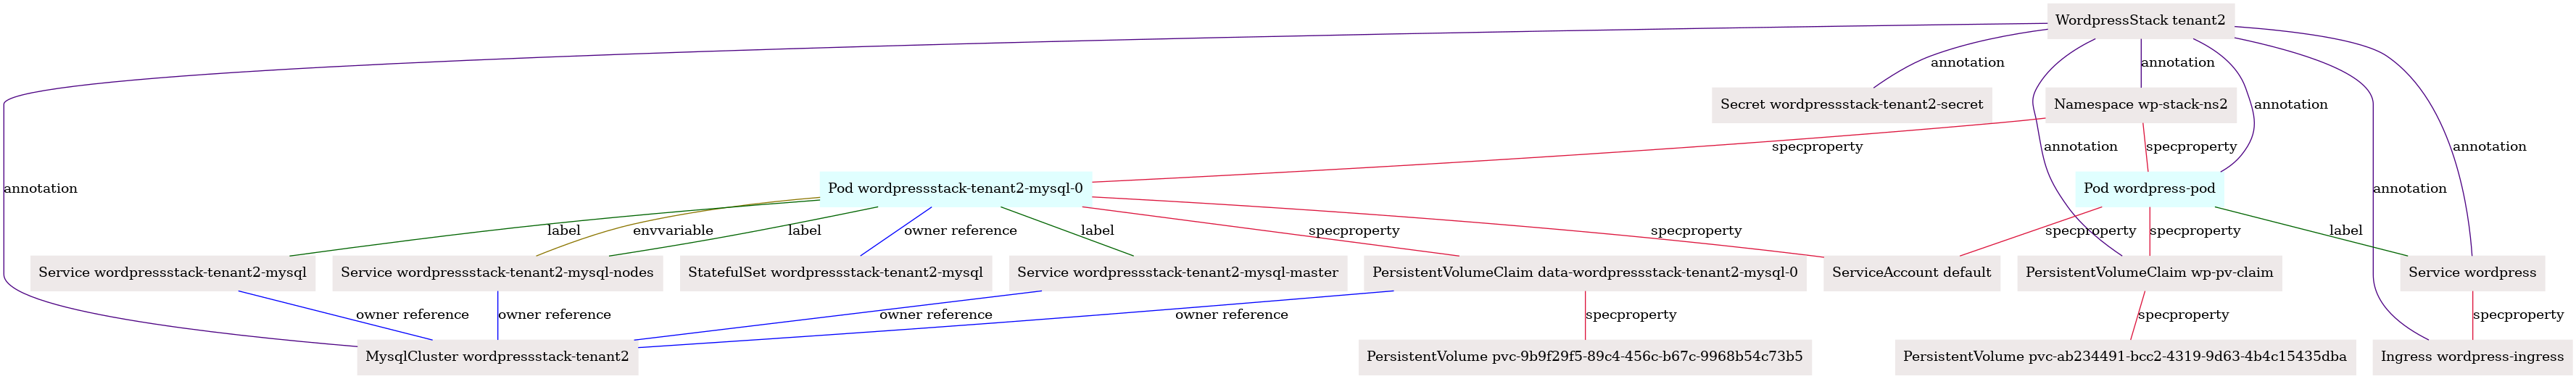 WordpressStack tenant2
annotation
annotation
Secret wordpressstack-tenant2-secret
Namespace wp-stack-ns2
annotation
specproperty
specproperty
annotation
annotation
annotation
Pod wordpressstack-tenant2-mysql-0
Pod wordpress-pod
annotation
label
envvariable
label
owner reference
label
specproperty
specproperty
specproperty
specproperty
label
Service wordpressstack-tenant2-mysql
Service wordpressstack-tenant2-mysql-nodes
StatefulSet wordpressstack-tenant2-mysql
Service wordpressstack-tenant2-mysql-master
PersistentVolumeClaim data-wordpressstack-tenant2-mysql-0
ServiceAccount default
PersistentVolumeClaim wp-pv-claim
Service wordpress
owner reference
owner reference
owner reference
owner reference
specproperty
specproperty
specproperty
MysqlCluster wordpressstack-tenant2
PersistentVolume pvc-9b9f29f5-89c4-456c-b67c-9968b54c73b5
PersistentVolume pvc-ab234491-bcc2-4319-9d63-4b4c15435dba
Ingress wordpress-ingress